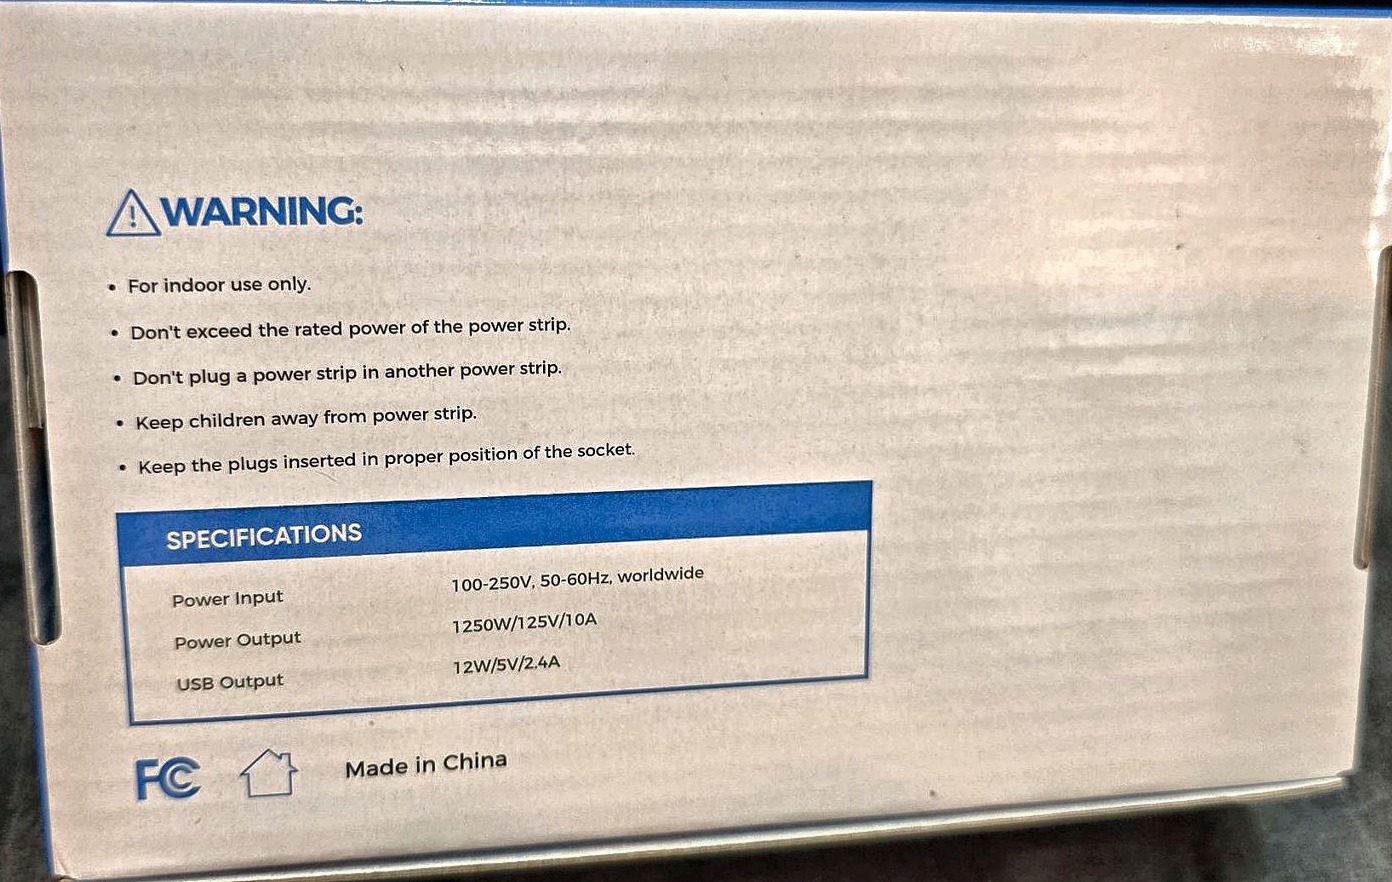 WARNING:
• For indoor use only.
• Don't exceed the rated power of the power strip.
• Don't plug a power strip in another power strip.
• Keep children away from power strip.
• Keep the plugs inserted in proper position of the socket.
SPECIFICATIONS
Power Input 100-250V, 50-60Hz, worldwide
Power Output 1250W/125V/10A
USB Output 12W/5V/2.4A
FC Made in China